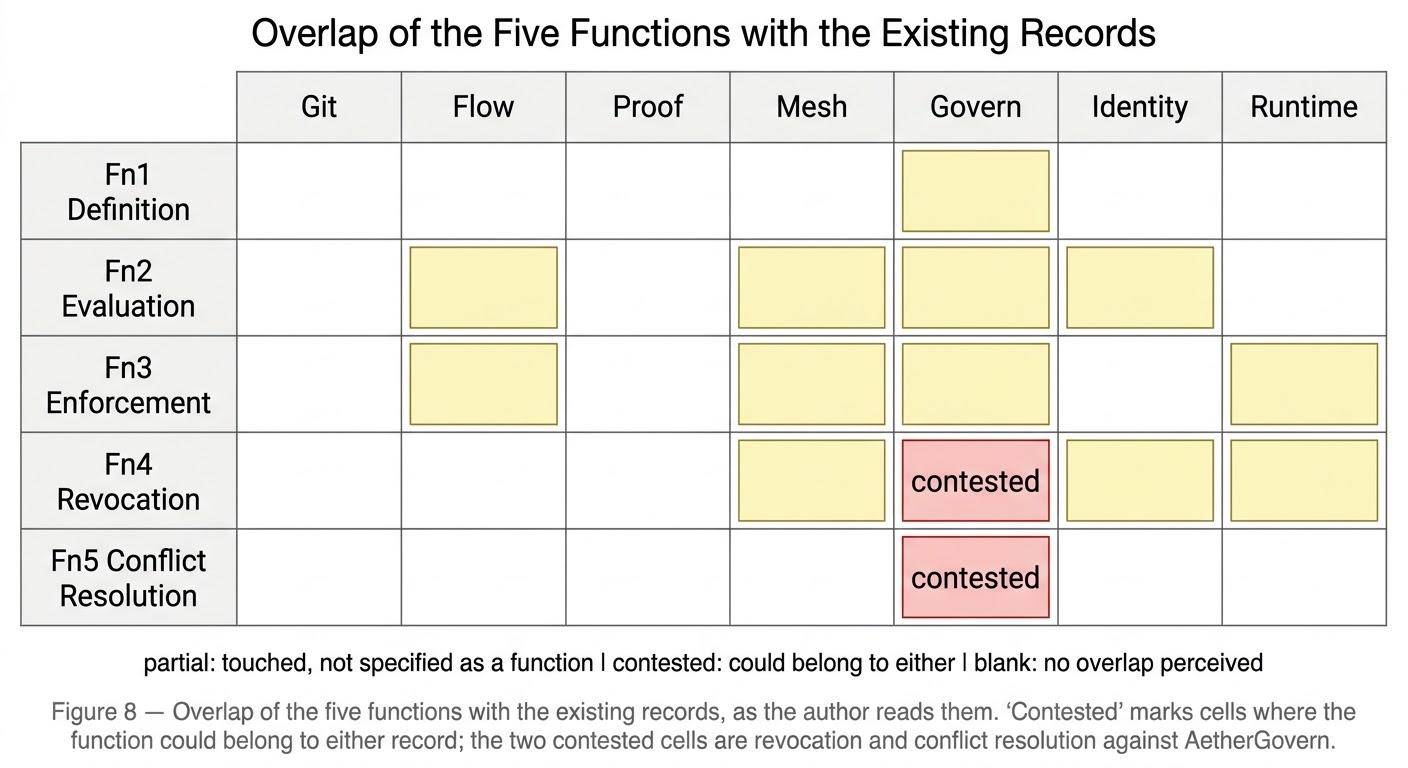 Overlap of the Five Functions with the Existing Records
Git Flow Proof Mesh Govern Identity Runtime
Fn1
Definition
Fn2
Evaluation
Fn3
Enforcement
Fn4
Revocation
contested
Fn5 Conflict
Resolution
contested
partial: touched, not specified as a function | contested: could belong to either | blank: no overlap perceived
Figure 8 — Overlap of the five functions with the existing records, as the author reads them. ‘Contested’ marks cells where the
function could belong to either record; the two contested cells are revocation and conflict resolution against AetherGovern.